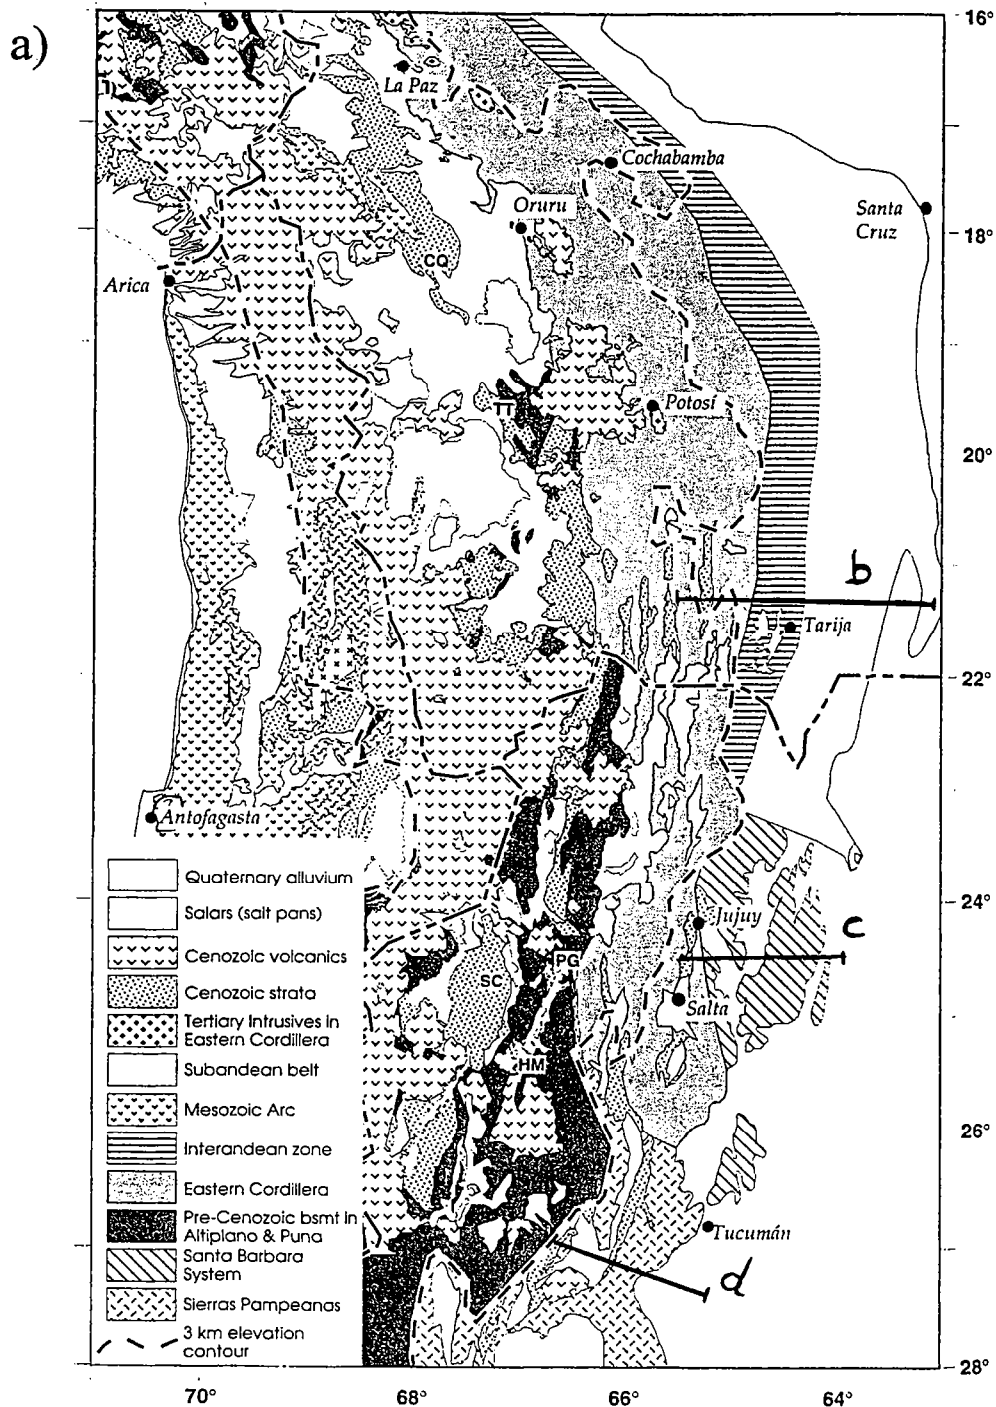 a)
16°
La Paz
Cochabamba
Oruru
Santa
Cruz
18°
CQ
Arica
TT
Potosí
20°
b
Tarija
22°
Antofagasta
Quaternary alluvium
Salars (salt pans)
Cenozoic volcanics
Cenozoic strata
Tertiary Intrusives in
Eastern Cordillera
Subandean belt
Mesozoic Arc
Interandean zone
Eastern Cordillera
Pre-Cenozoic bsmt in
Altiplano & Puna
Santa Barbara
System
Sierras Pampeanas
3 km elevation
contour
24°
Jujuy
c
PG
SC
Salta
HM
26°
Tucumán
d
28°
70°
68°
66°
64°